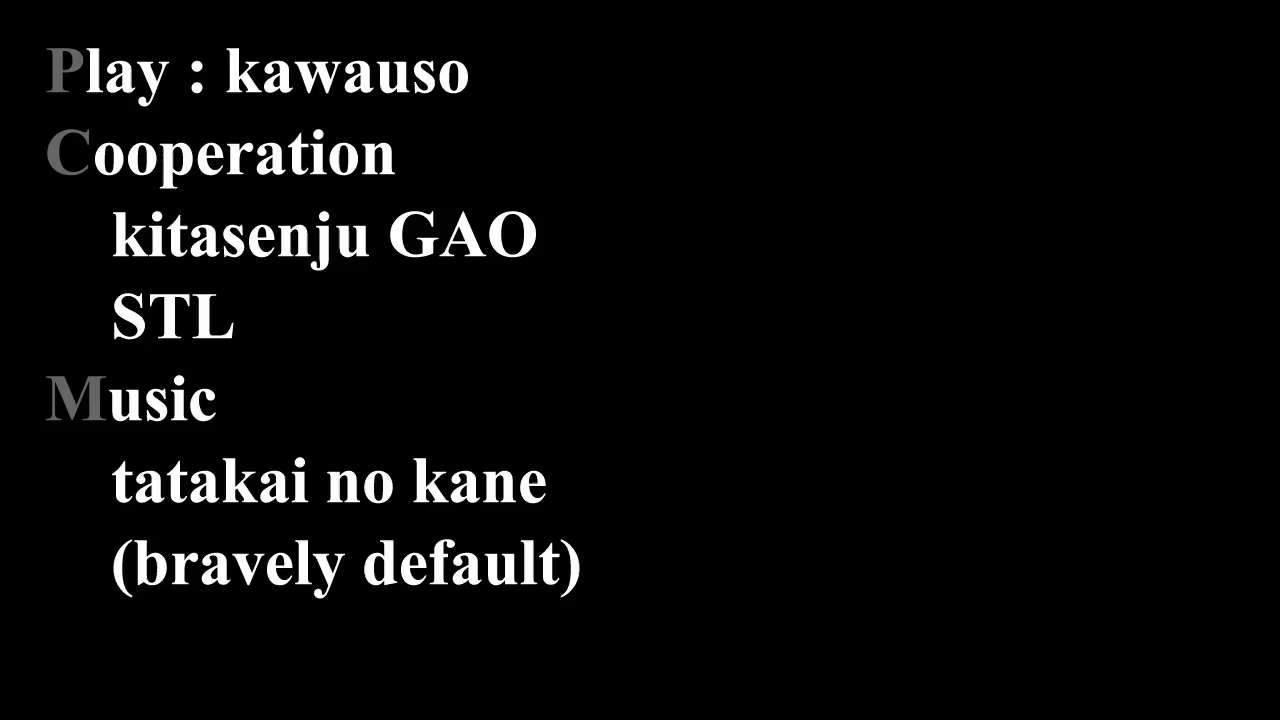 Play : kawauso
Cooperation
kitasenju GAO
STL
Music
tatakai no kane
(bravely default)